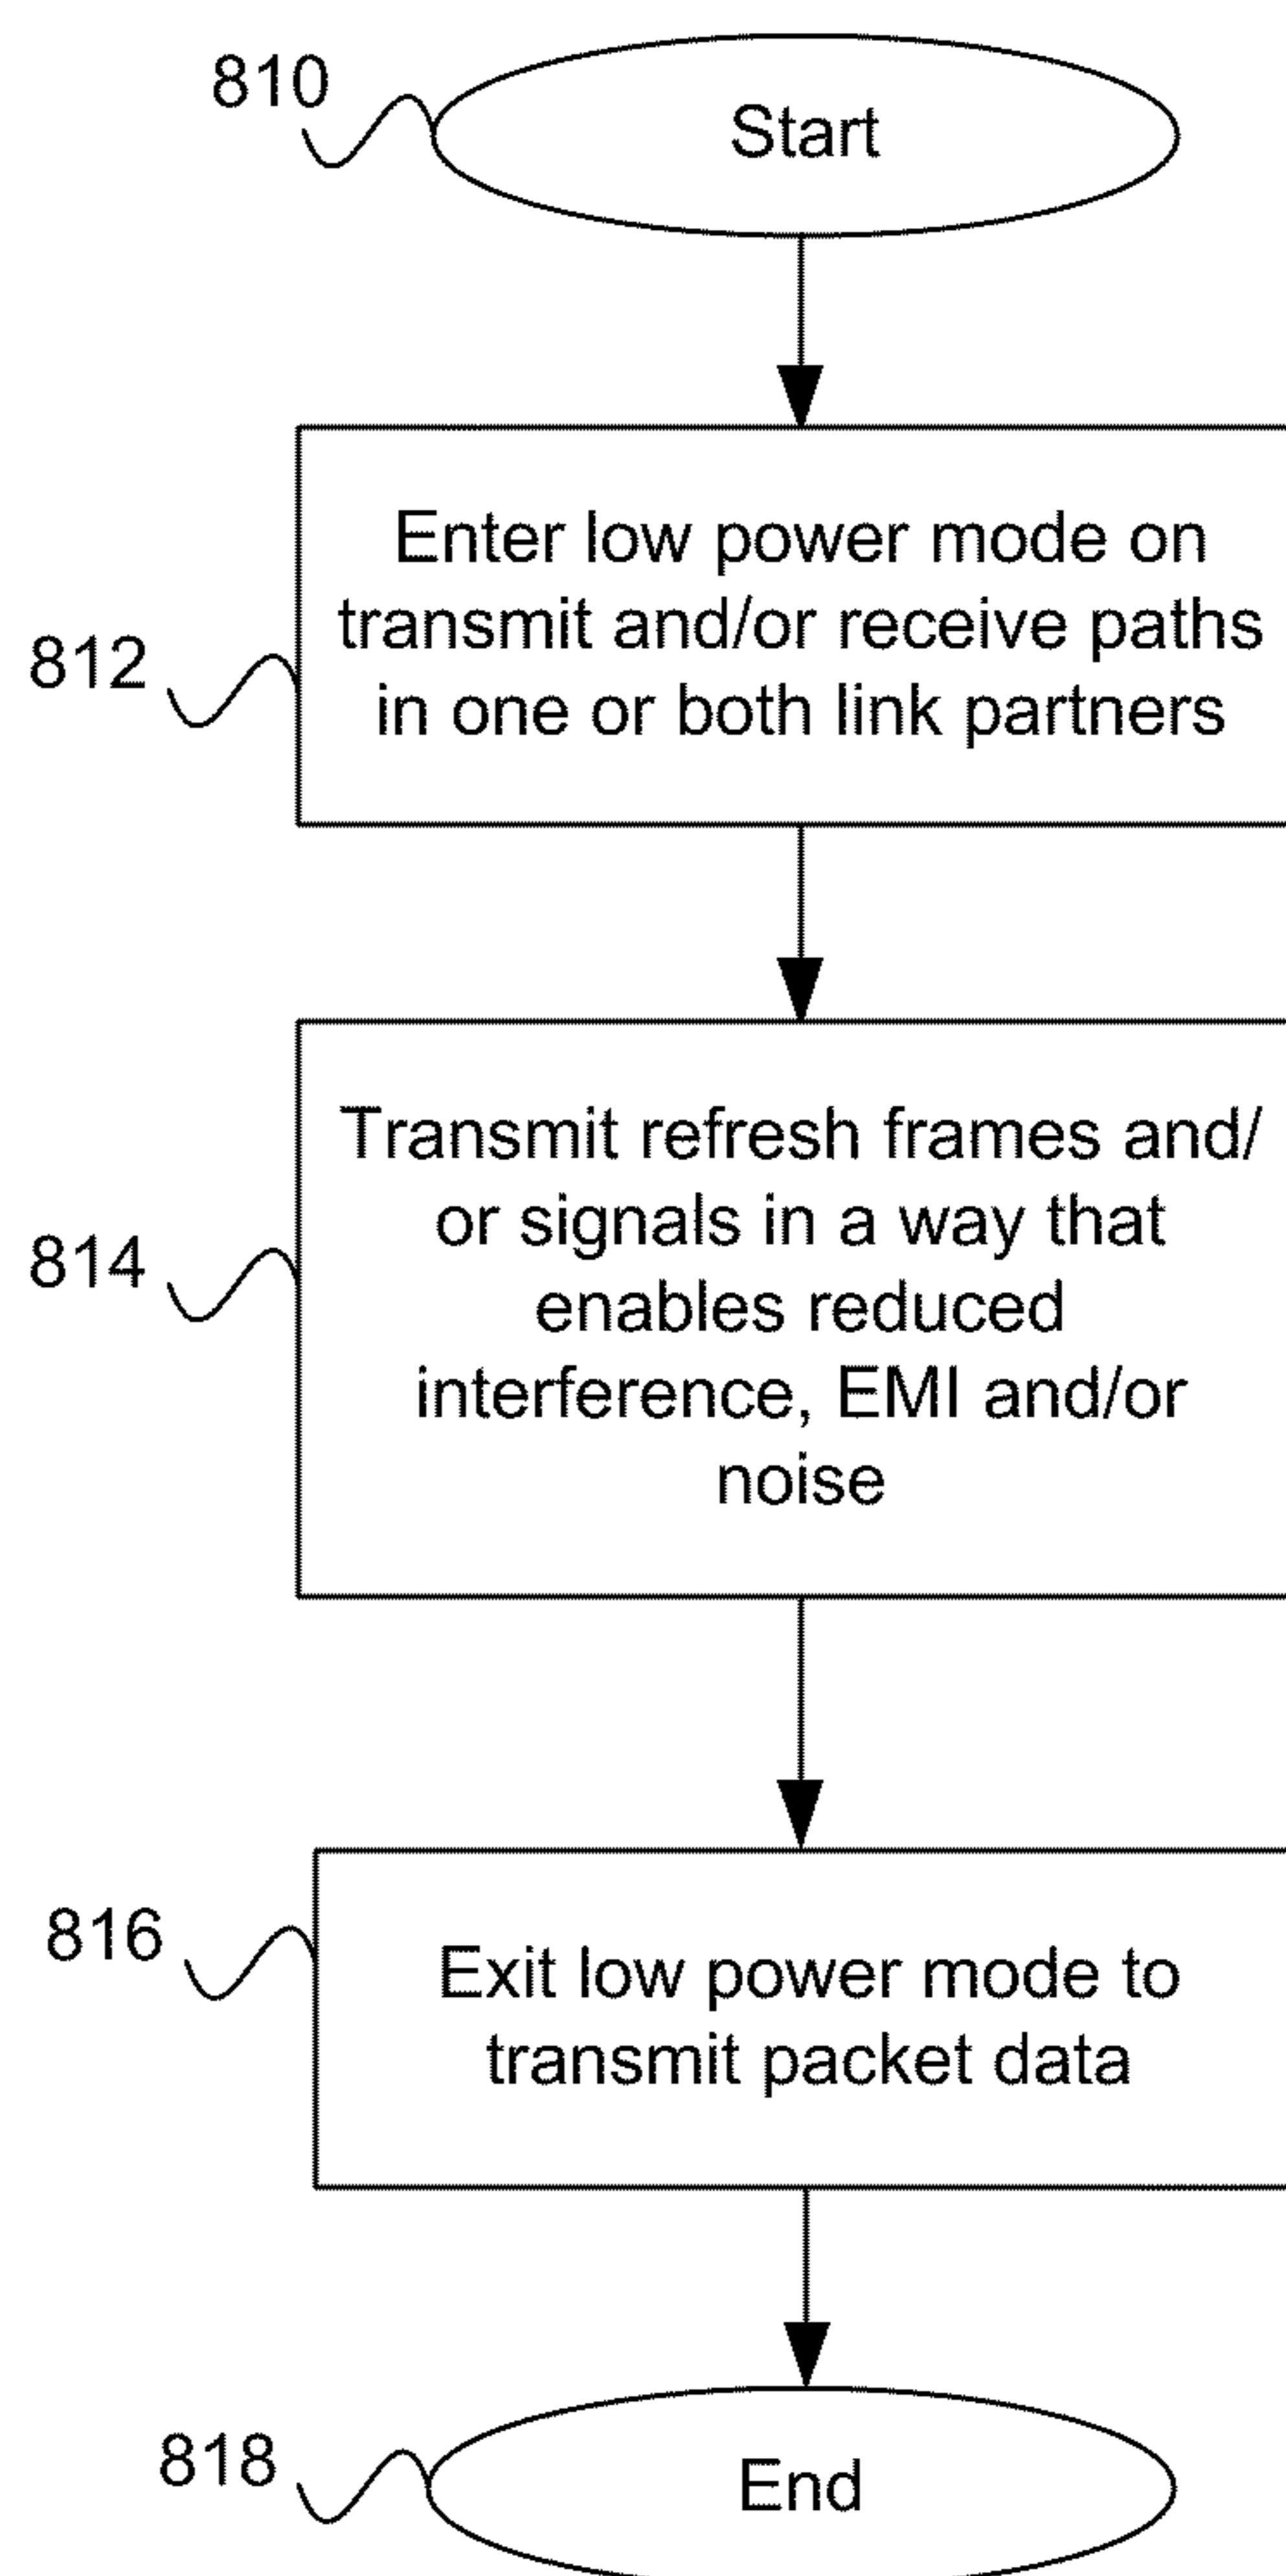 810
Start
Enter low power mode on
transmit and/or receive paths
in one or both link partners
812
Transmit refresh frames and/
or signals in a way that
enables reduced
interference, EMI and/or
noise
814
816
Exit low power mode to
transmit packet data
818
End